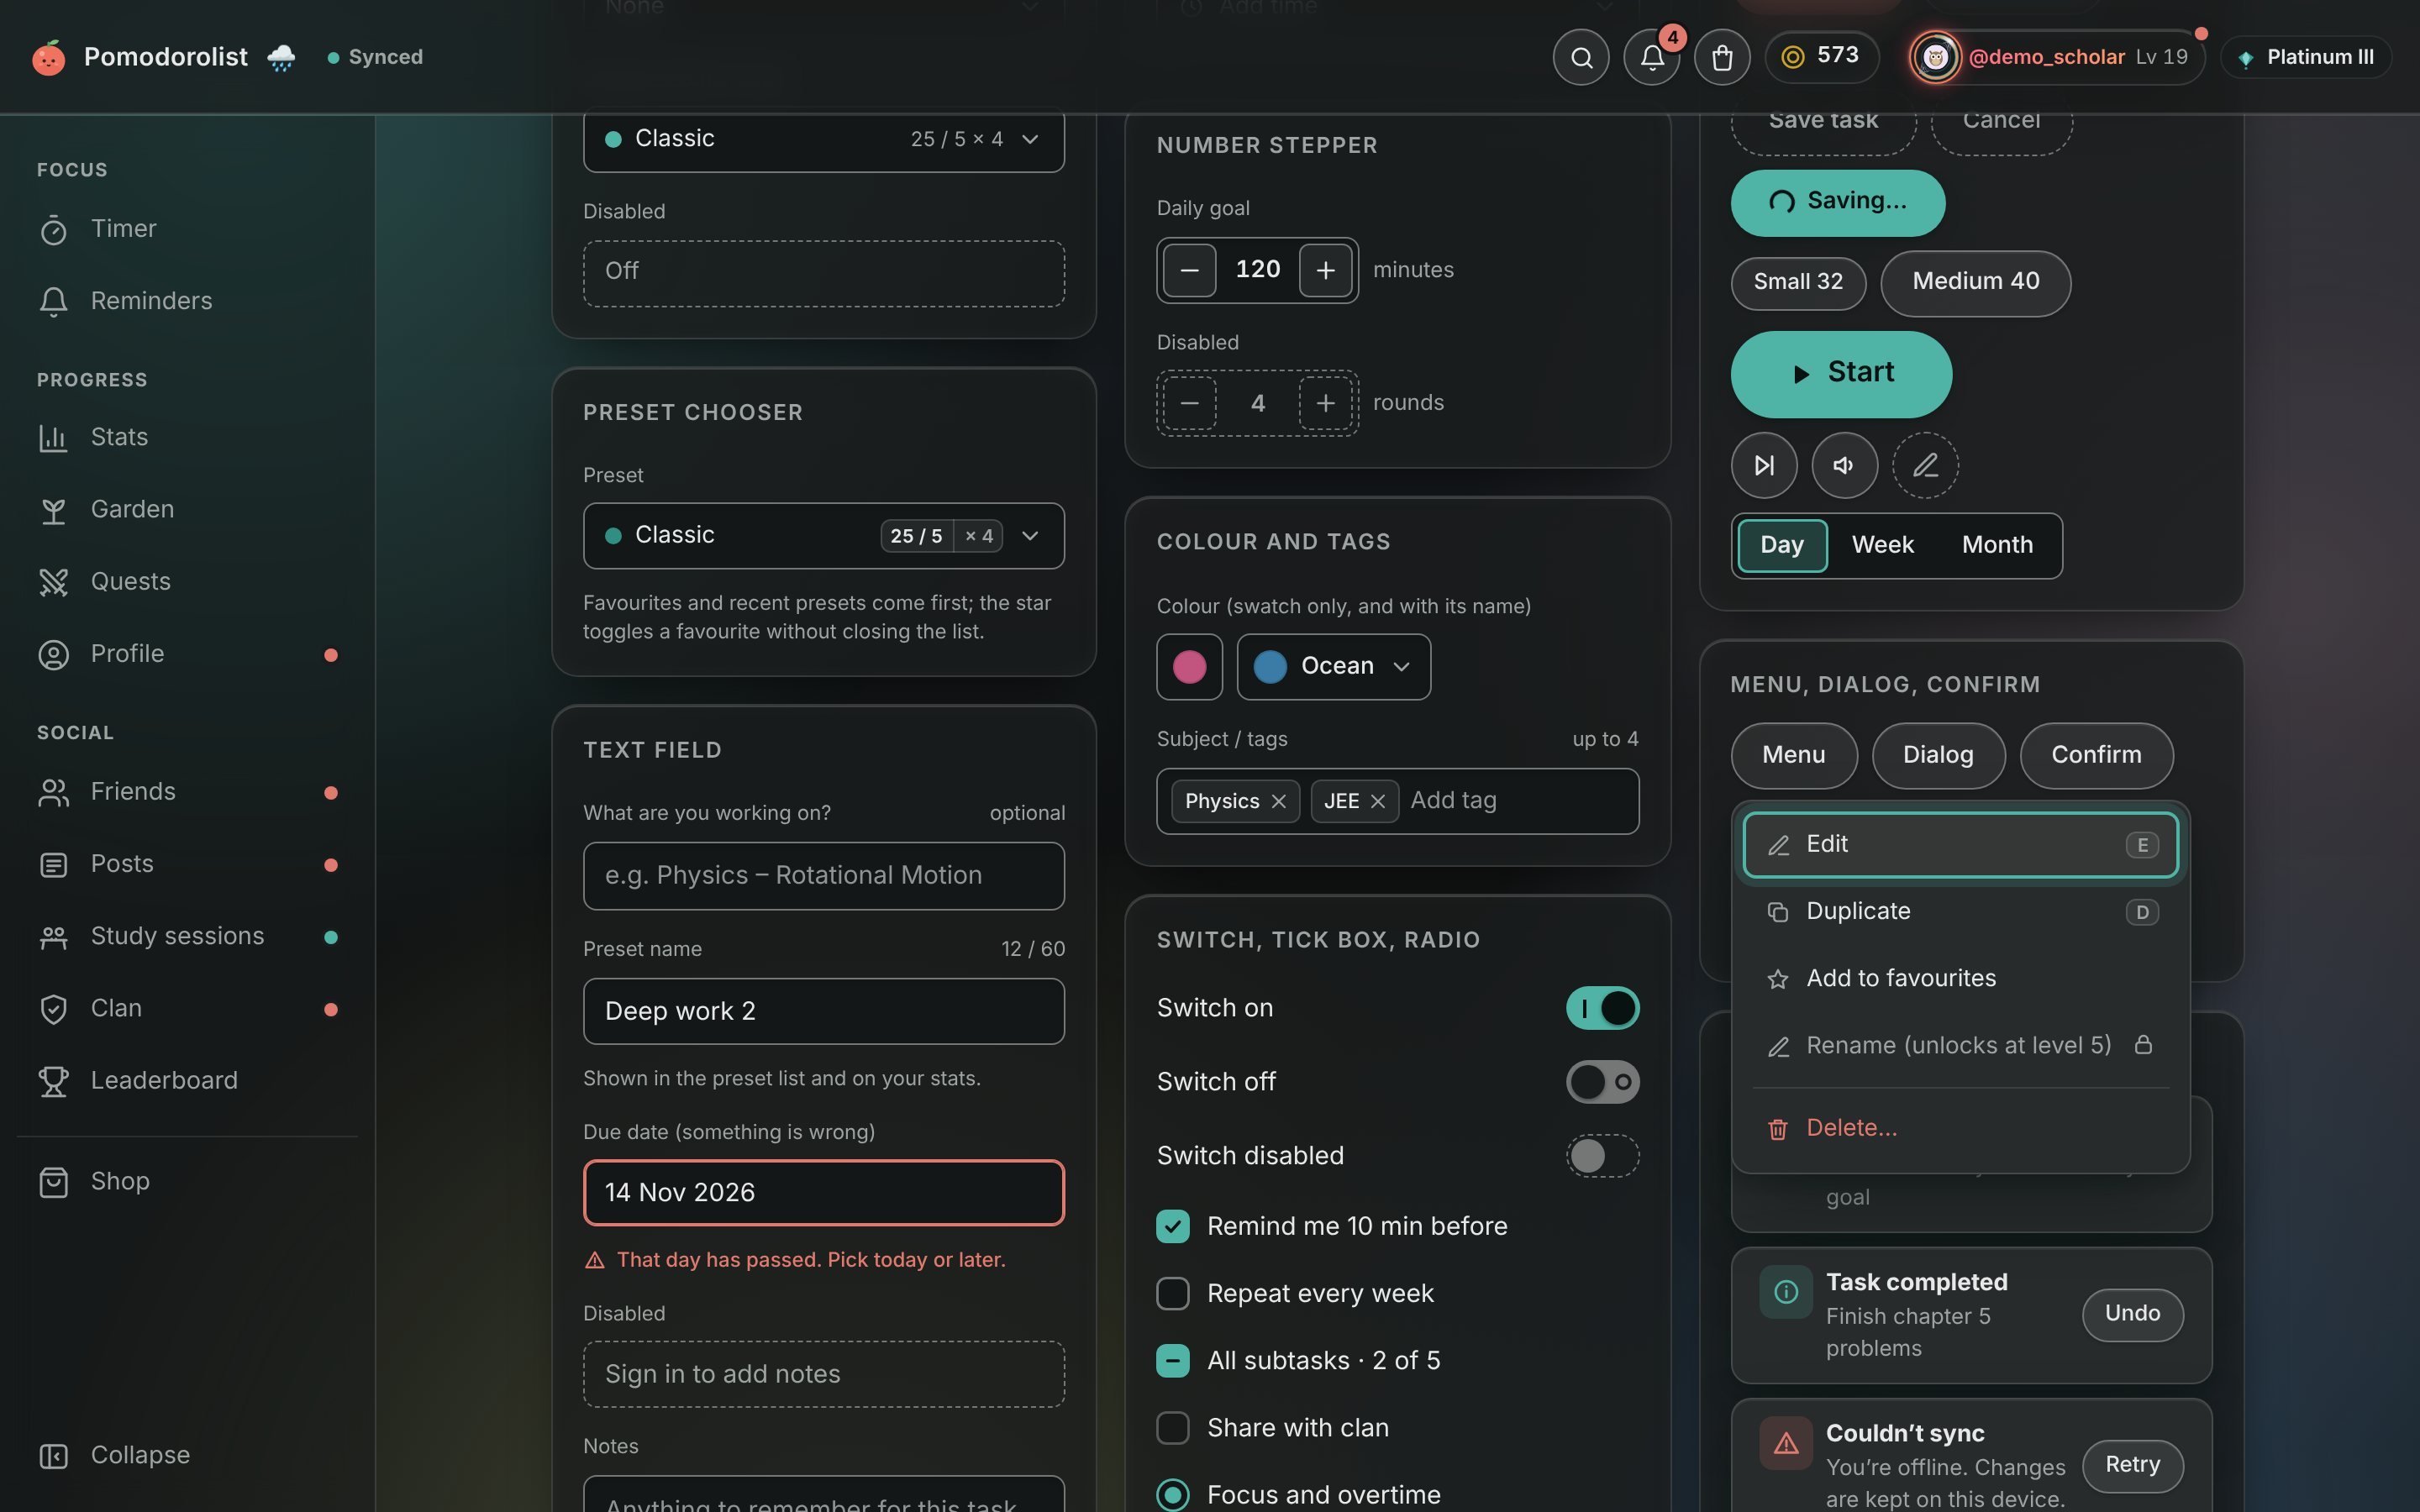 Pomodorolist
Synced
4
573
@demo_scholar Lv 19
Platinum III
FOCUS
Timer
Reminders
PROGRESS
Stats
Garden
Quests
Profile
SOCIAL
Friends
Posts
Study sessions
Clan
Leaderboard
Shop
Collapse
None
Classic 25 / 5 × 4
Disabled
Off
PRESET CHOOSER
Preset
Classic 25 / 5 × 4
Favourites and recent presets come first; the star
toggles a favourite without closing the list.
TEXT FIELD
What are you working on? optional
e.g. Physics – Rotational Motion
Preset name 12 / 60
Deep work 2
Shown in the preset list and on your stats.
Due date (something is wrong)
14 Nov 2026
That day has passed. Pick today or later.
Disabled
Sign in to add notes
Notes
Anything to remember for this task
Add time
NUMBER STEPPER
Daily goal
− 120 + minutes
Disabled
− 4 + rounds
COLOUR AND TAGS
Colour (swatch only, and with its name)
Ocean
Subject / tags up to 4
Physics × JEE × Add tag
SWITCH, TICK BOX, RADIO
Switch on
Switch off
Switch disabled
Remind me 10 min before
Repeat every week
All subtasks · 2 of 5
Share with clan
Focus and overtime
Save task Cancel
Saving…
Small 32 Medium 40
Start
Day Week Month
MENU, DIALOG, CONFIRM
Menu Dialog Confirm
Edit E
Duplicate D
Add to favourites
Rename (unlocks at level 5)
Delete…
goal
Task completed
Finish chapter 5
problems
Undo
Couldn’t sync
You’re offline. Changes
are kept on this device.
Retry